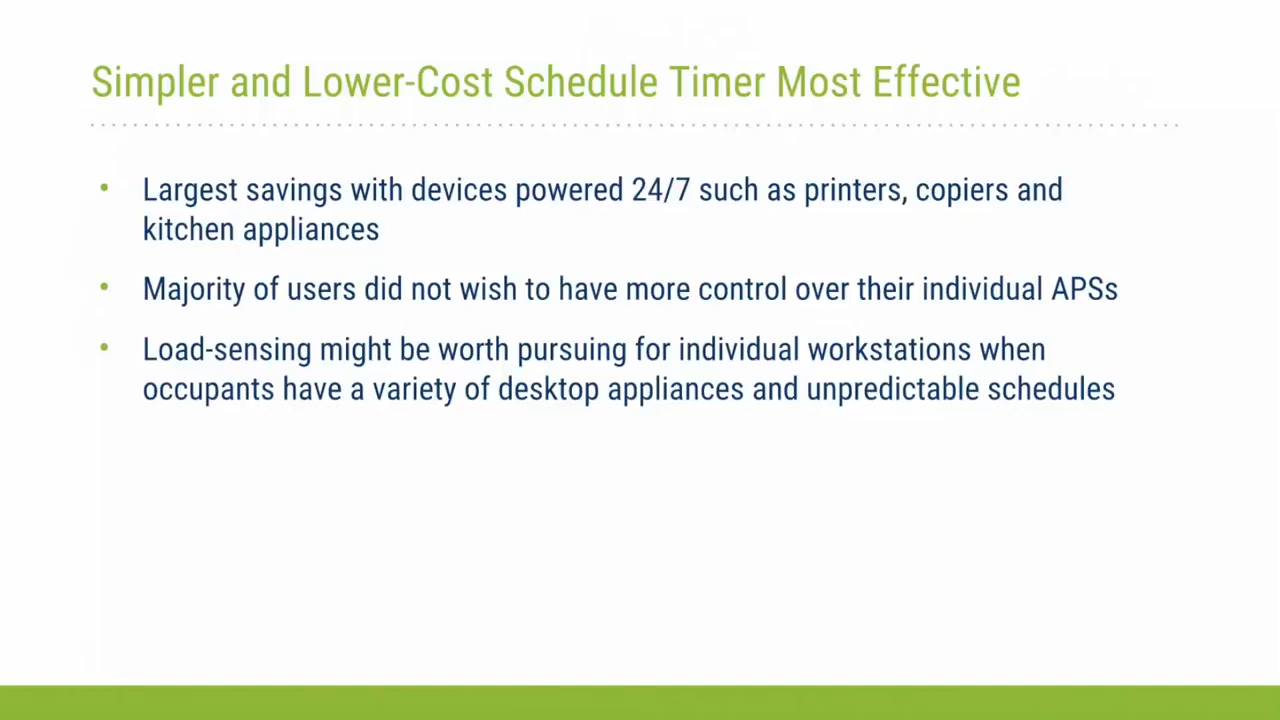 Simpler and Lower-Cost Schedule Timer Most Effective
• Largest savings with devices powered 24/7 such as printers, copiers and
kitchen appliances
• Majority of users did not wish to have more control over their individual APSs
• Load-sensing might be worth pursuing for individual workstations when
occupants have a variety of desktop appliances and unpredictable schedules